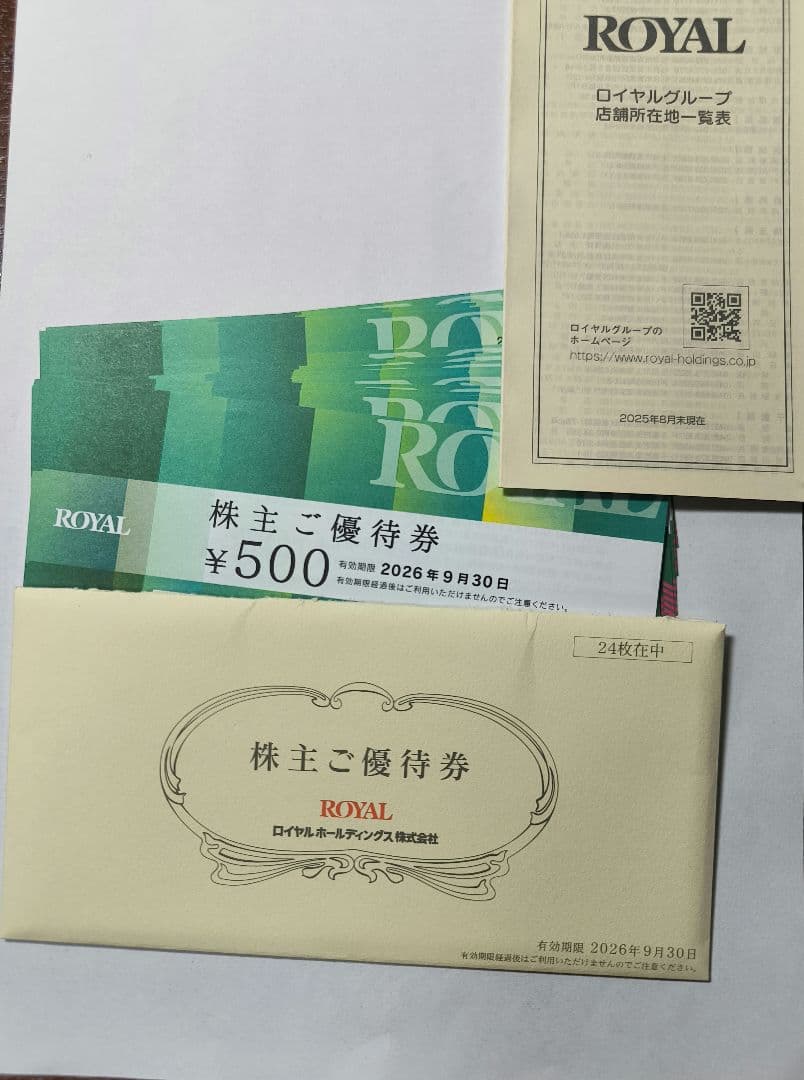 ROYAL
ロイヤルグループ
店舗所在地一覧表
ロイヤルグループの
ホームページ
https://www.royal-holdings.co.jp
2025年8月末現在
ROYAL
株主ご優待券
¥500
有効期限 2026年9月30日
有効期限経過後はご利用いただけませんのでご注意ください。
24枚在中
株主ご優待券
ROYAL
ロイヤルホールディングス株式会社
有効期限 2026年9月30日
有効期限経過後はご利用いただけませんのでご注意ください。